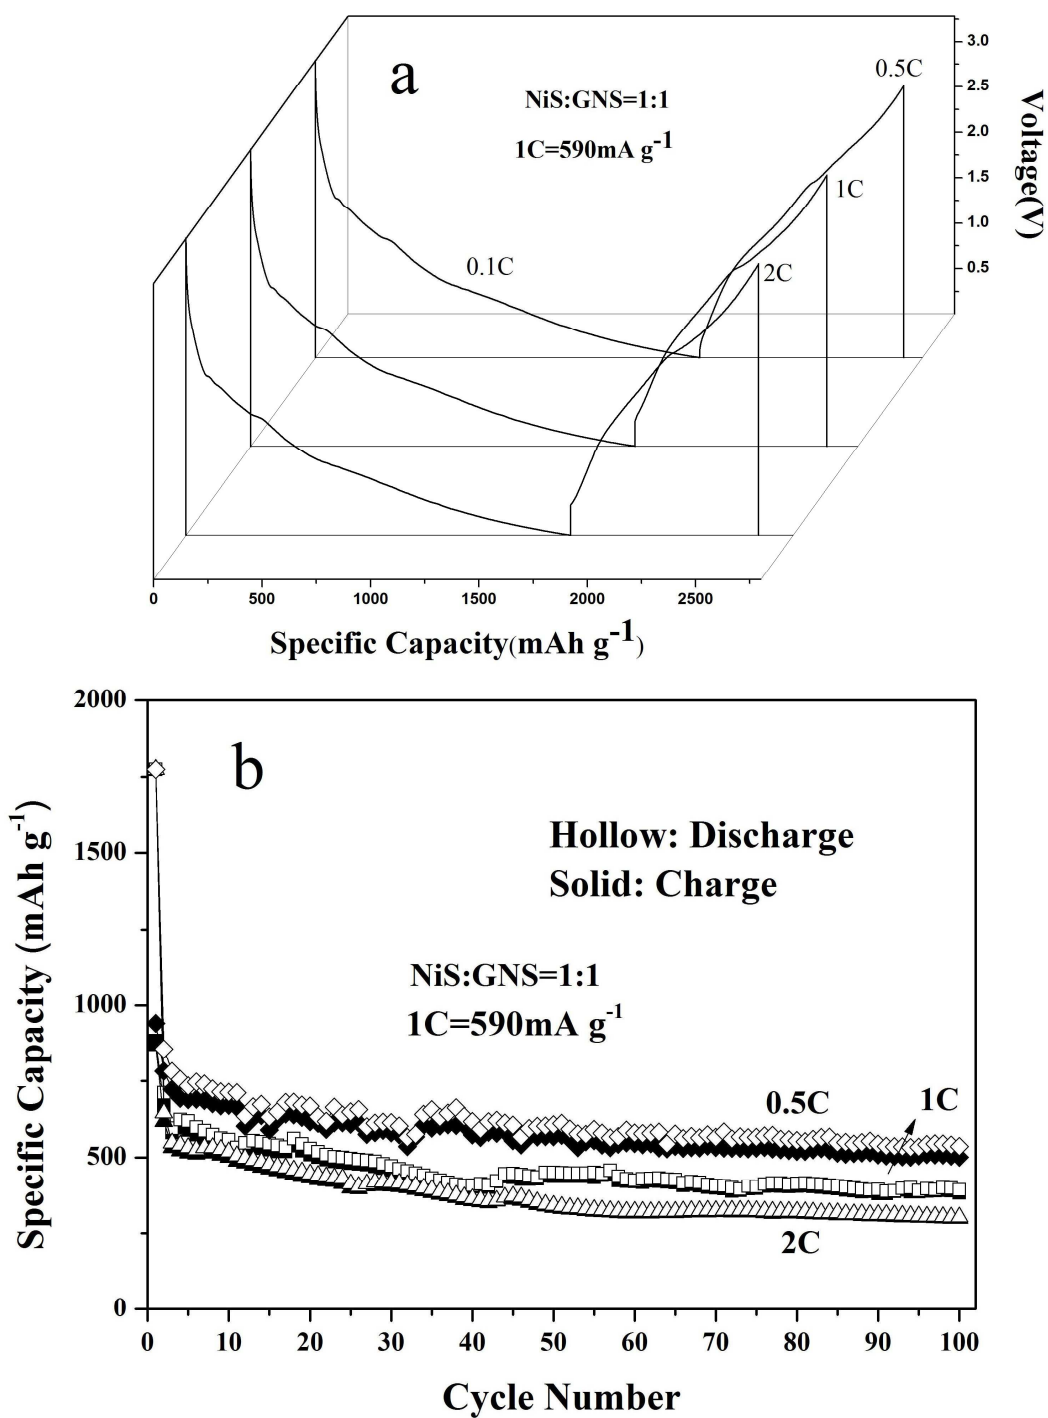 a
NiS:GNS=1:1
1C=590mA g-1
0.5C
1C
2C
0.1C
3.0
2.5
2.0
1.5
1.0
0.5
Voltage(V)
0 500 1000 1500 2000 2500
Specific Capacity(mAh g-1)
b
Hollow: Discharge
Solid: Charge
NiS:GNS=1:1
1C=590mA g-1
0.5C
1C
2C
2000
1500
1000
500
0
Specific Capacity (mAh g-1)
0 10 20 30 40 50 60 70 80 90 100
Cycle Number